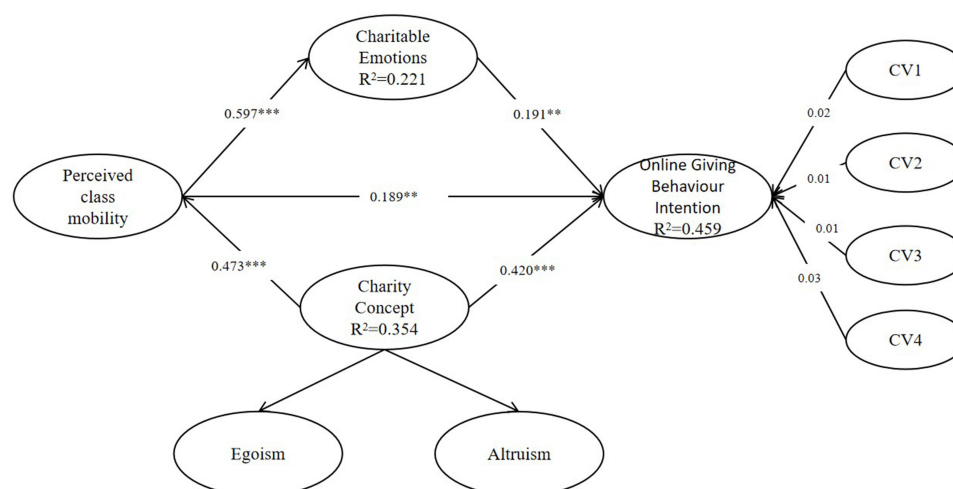 Charitable
Emotions
R²=0.221
CV1
0.597***
0.191**
0.02
Perceived
class
mobility
Online Giving
Behaviour
Intention
R²=0.459
CV2
0.01
0.189**
0.01
CV3
0.473***
0.420***
0.03
Charity
Concept
R²=0.354
CV4
Egoism
Altruism